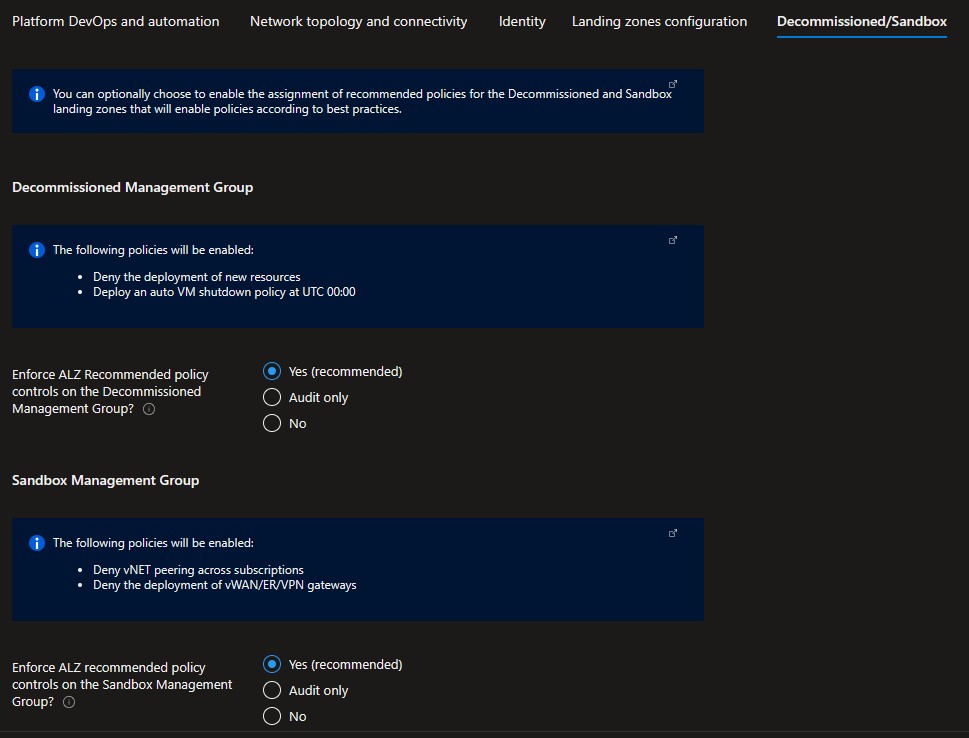 Platform DevOps and automation
Network topology and connectivity
Identity
Landing zones configuration
Decommissioned/Sandbox
You can optionally choose to enable the assignment of recommended policies for the Decommissioned and Sandbox
landing zones that will enable policies according to best practices.
Decommissioned Management Group
The following policies will be enabled:
• Deny the deployment of new resources
• Deploy an auto VM shutdown policy at UTC 00:00
Enforce ALZ Recommended policy
controls on the Decommissioned
Management Group?
Yes (recommended)
Audit only
No
Sandbox Management Group
The following policies will be enabled:
• Deny vNET peering across subscriptions
• Deny the deployment of vWAN/ER/VPN gateways
Enforce ALZ recommended policy
controls on the Sandbox Management
Group?
Yes (recommended)
Audit only
No